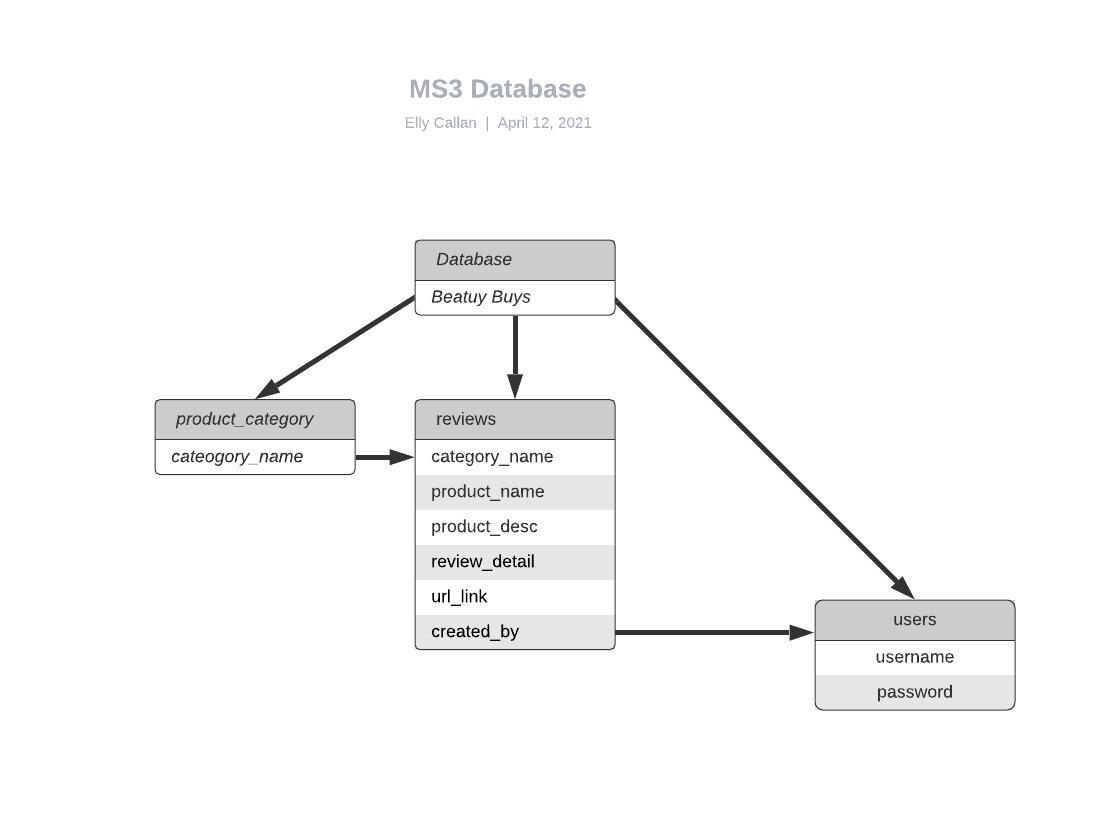 MS3 Database
Elly Callan | April 12, 2021
Database
Beatuy Buys
product_category
cateogory_name
reviews
category_name
product_name
product_desc
review_detail
url_link
created_by
users
username
password